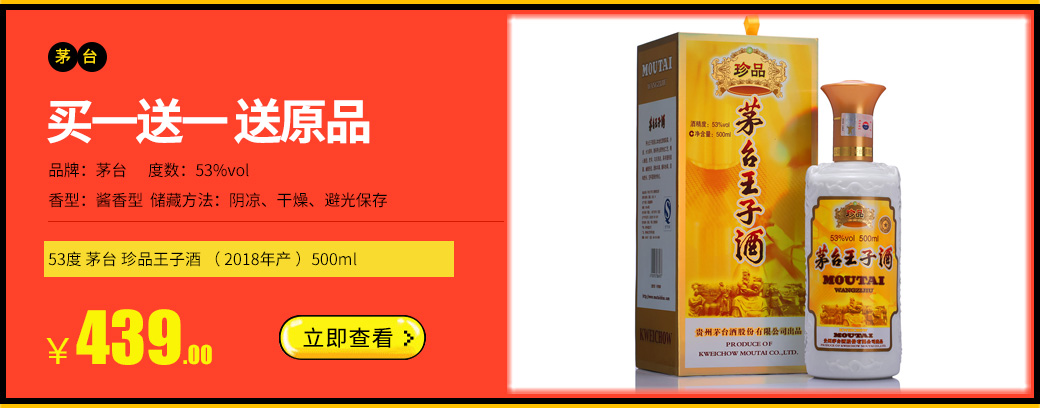 茅台
买一送一 送原品
品牌：茅台 度数：53%vol
香型：酱香型 储藏方法：阴凉、干燥、避光保存
53度 茅台 珍品王子酒 （ 2018年产 ）500ml
￥439.00
立即查看
MOUTAI
茅台王子酒
KWEICHOW
珍品
酒精度：53%vol
净含量：500ml
茅台王子酒
贵州茅台酒股份有限公司出品
PRODUCE OF
KWEICHOW MOUTAI CO.,LTD.
珍品
53%vol 500ml
茅台王子酒
MOUTAI
WANGZIJIU
MOUTAI